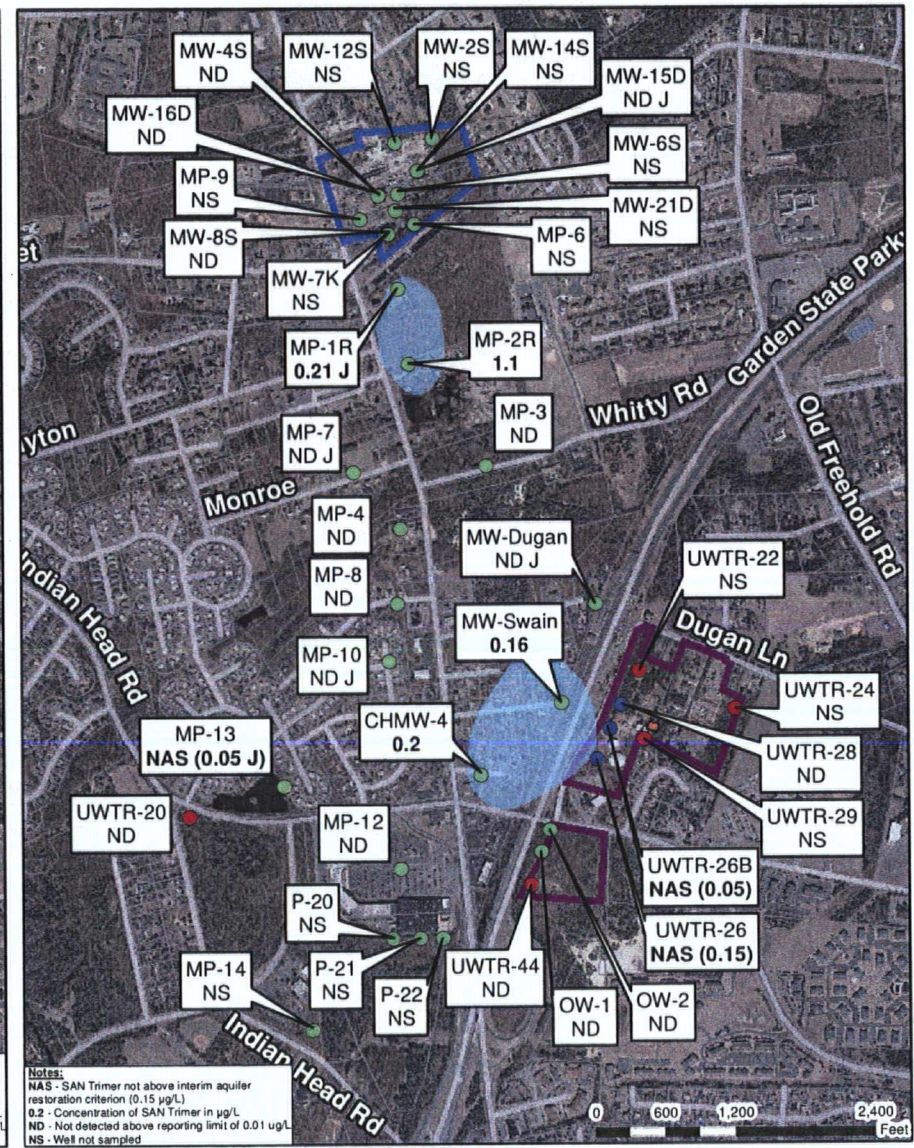 MW-4S
ND
MW-12S
NS
MW-2S
NS
MW-14S
NS
MW-15D
ND J
MW-16D
ND
MW-6S
NS
MP-9
NS
MW-21D
NS
MW-8S
ND
MP-6
NS
MW-7K
NS
et
Garden State Park
MP-1R
0.21 J
MP-2R
1.1
MP-3
ND
Whitty Rd
Old Freehold Rd
yton
MP-7
ND J
Monroe
MP-4
ND
MW-Dugan
ND J
UWTR-22
NS
MP-8
ND
Indian Head Rd
MW-Swain
0.16
Dugan Ln
MP-10
ND J
UWTR-24
NS
CHMW-4
0.2
MP-13
NAS (0.05 J)
UWTR-28
ND
UWTR-20
ND
MP-12
ND
UWTR-29
NS
UWTR-26B
NAS (0.05)
P-20
NS
UWTR-26
NAS (0.15)
MP-14
NS
P-21
NS
P-22
NS
UWTR-44
ND
OW-1
ND
OW-2
ND
Indian Head Rd
Notes:
NAS - SAN Trimer not above interim aquifer
restoration criterion (0.15 µg/L)
0.2 - Concentration of SAN Trimer in µg/L
ND - Not detected above reporting limit of 0.01 ug/L
NS - Well not sampled
0 600 1,200 2,400
Feet